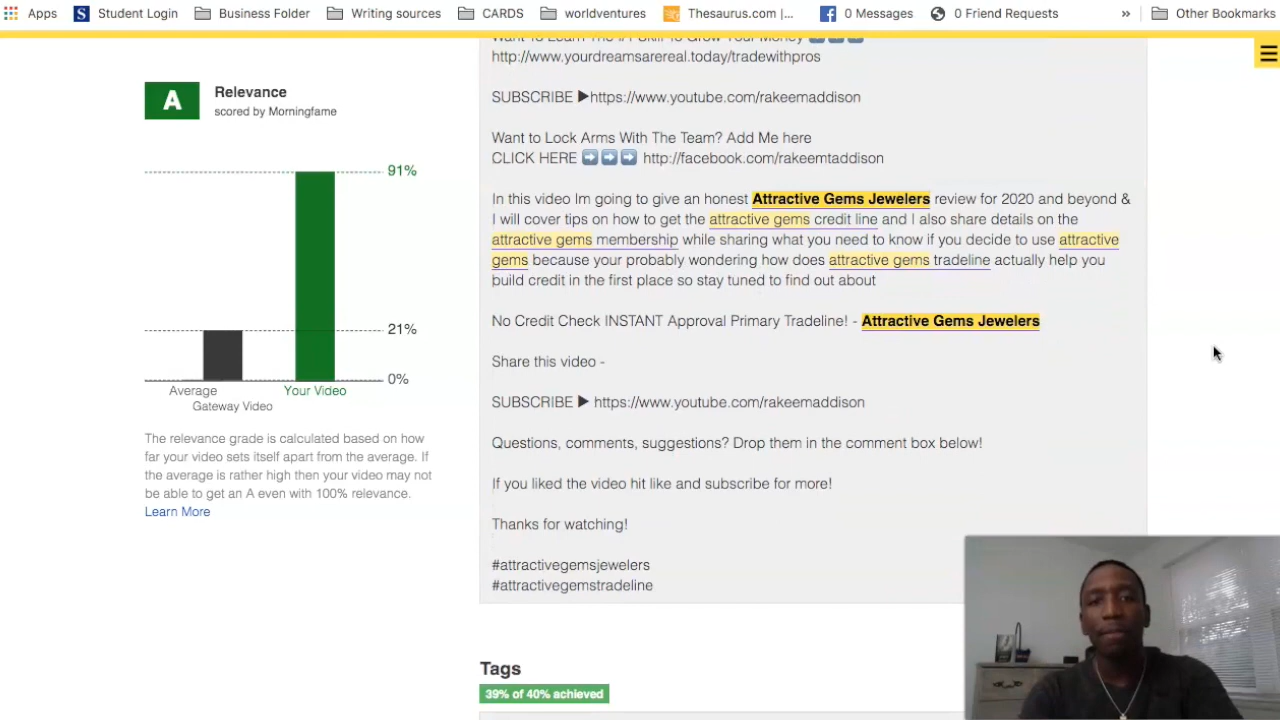 Apps Student Login Business Folder Writing sources CARDS worldventures Thesaurus.com |... 0 Messages 0 Friend Requests » Other Bookmarks
Want To Learn The #1 Skill To Grow Your Money
http://www.yourdreamsarereal.today/tradewithpros
A Relevance
scored by Morningfame
SUBSCRIBE ▶https://www.youtube.com/rakeemaddison
Want to Lock Arms With The Team? Add Me here
CLICK HERE ➡➡➡ http://facebook.com/rakeemtaddison
91%
21%
0%
Average
Gateway Video
Your Video
The relevance grade is calculated based on how
far your video sets itself apart from the average. If
the average is rather high then your video may not
be able to get an A even with 100% relevance.
Learn More
In this video Im going to give an honest Attractive Gems Jewelers review for 2020 and beyond &
I will cover tips on how to get the attractive gems credit line and I also share details on the
attractive gems membership while sharing what you need to know if you decide to use attractive
gems because your probably wondering how does attractive gems tradeline actually help you
build credit in the first place so stay tuned to find out about
No Credit Check INSTANT Approval Primary Tradeline! - Attractive Gems Jewelers
Share this video -
SUBSCRIBE ▶ https://www.youtube.com/rakeemaddison
Questions, comments, suggestions? Drop them in the comment box below!
If you liked the video hit like and subscribe for more!
Thanks for watching!
#attractivegemsjewelers
#attractivegemstradeline
Tags
39% of 40% achieved